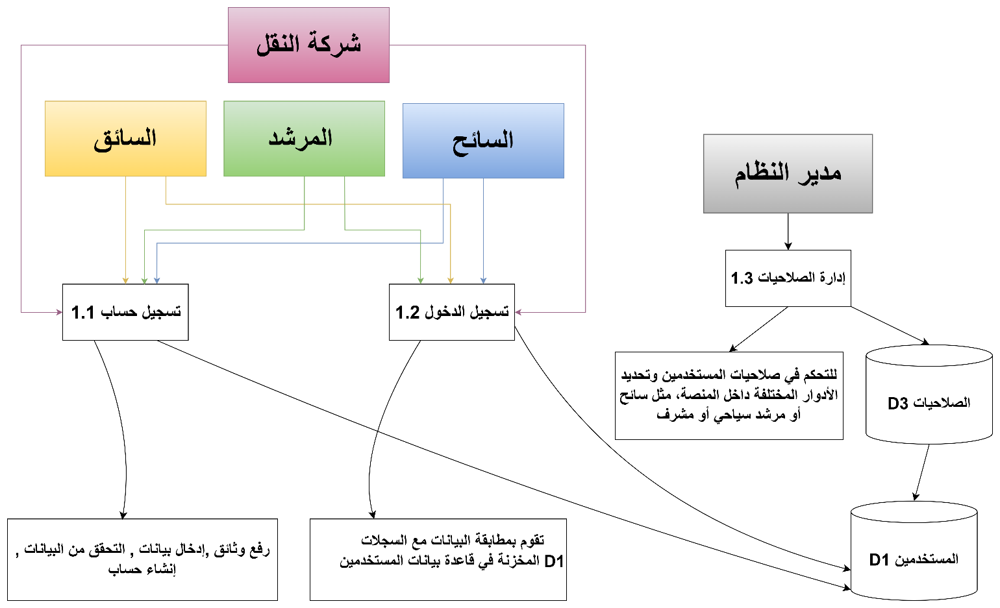 شركة النقل
السائق
المرشد
السائح
مدير النظام
إدارة الصلاحيات 1.3
تسجيل حساب 1.1
تسجيل الدخول 1.2
للتحكم في صلاحيات المستخدمين وتحديد
الأدوار المختلفة داخل المنصة، مثل سائح
أو مرشد سياحي أو مشرف
الصلاحيات D3
رفع وثائق ,إدخال بيانات , التحقق من البيانات ,
إنشاء حساب
تقوم بمطابقة البيانات مع السجلات
المخزنة في قاعدة بيانات المستخدمين D1
المستخدمين D1